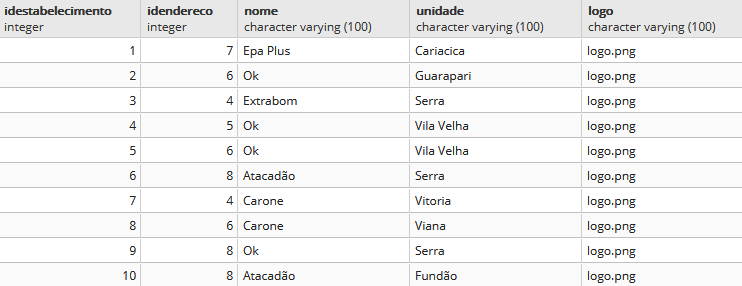 idestabelecimento idendereco nome unidade logo
integer integer character varying (100) character varying (100) character varying (100)
1 7 Epa Plus Cariacica logo.png
2 6 Ok Guarapari logo.png
3 4 Extrabom Serra logo.png
4 5 Ok Vila Velha logo.png
5 6 Ok Vila Velha logo.png
6 8 Atacadão Serra logo.png
7 4 Carone Vitoria logo.png
8 6 Carone Viana logo.png
9 8 Ok Serra logo.png
10 8 Atacadão Fundão logo.png